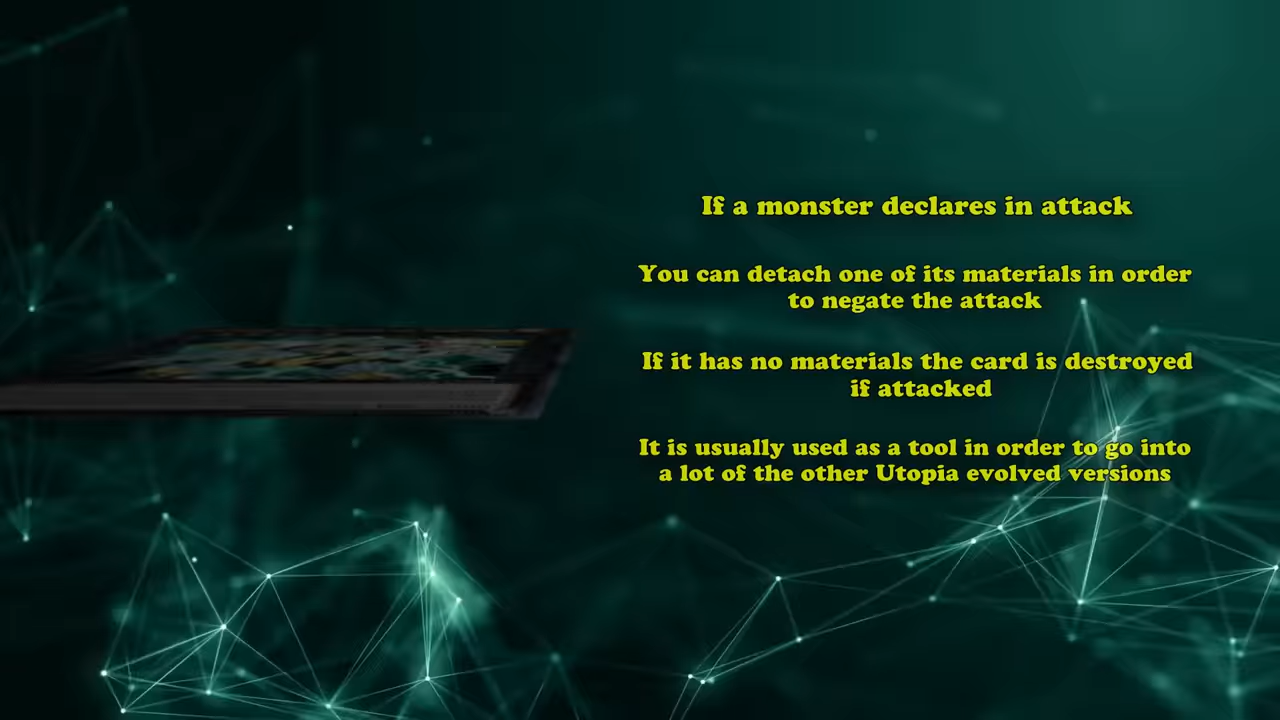 If a monster declares in attack
You can detach one of its materials in order
to negate the attack
If it has no materials the card is destroyed
if attacked
It is usually used as a tool in order to go into
a lot of the other Utopia evolved versions